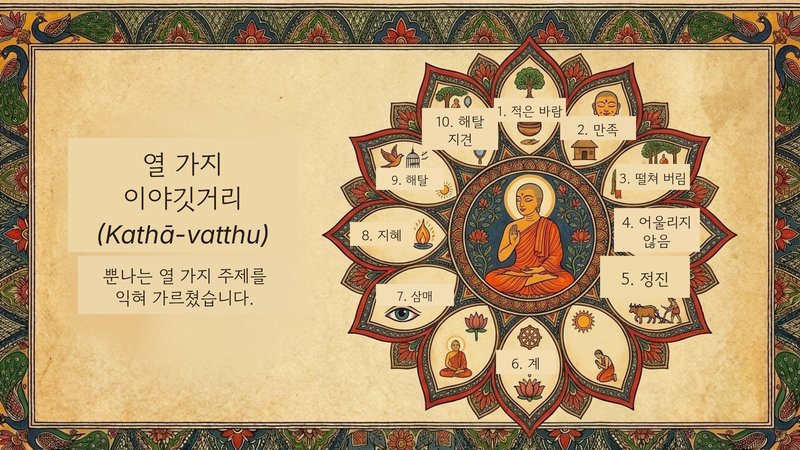 열 가지
이야깃거리
(Kathā-vatthu)
뿐나는 열 가지 주제를
익혀 가르쳤습니다.
1. 적은 바람
2. 만족
3. 떨쳐 버림
4. 어울리지
않음
5. 정진
6. 계
7. 삼매
8. 지혜
9. 해탈
10. 해탈
지견